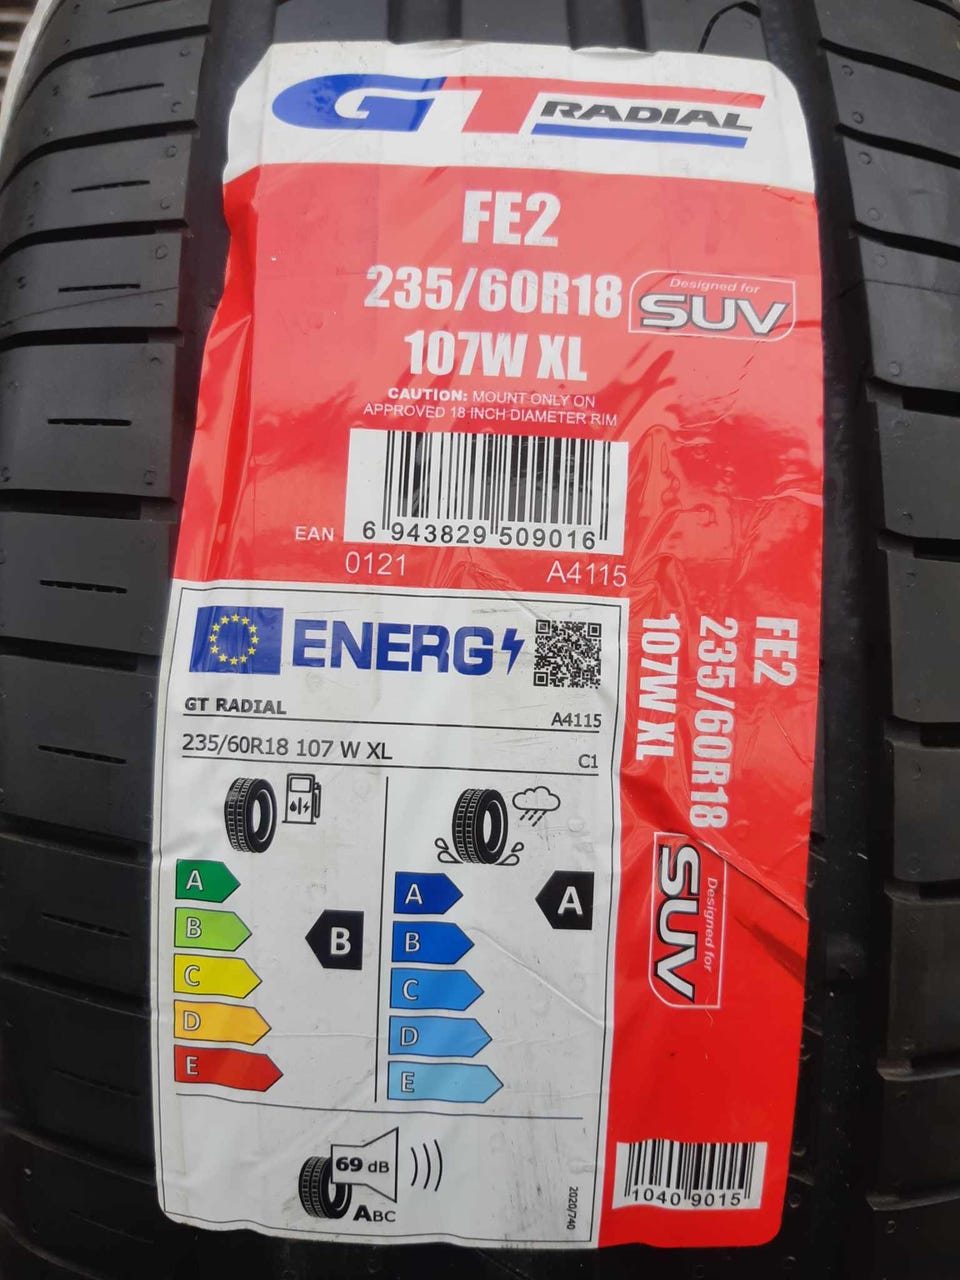 GT RADIAL
FE2
235/60R18
Designed for
SUV
107W XL
CAUTION: MOUNT ONLY ON
APPROVED 18 INCH DIAMETER RIM
EAN
6 943829 509016
0121
A4115
ENERG
GT RADIAL
A4115
235/60R18 107 W XL
C1
A
B
C
D
E
B
A
B
C
D
E
A
69 dB
ABC
2020/740
FE2
235/60R18
107W XL
Designed for
SUV
1040 9015